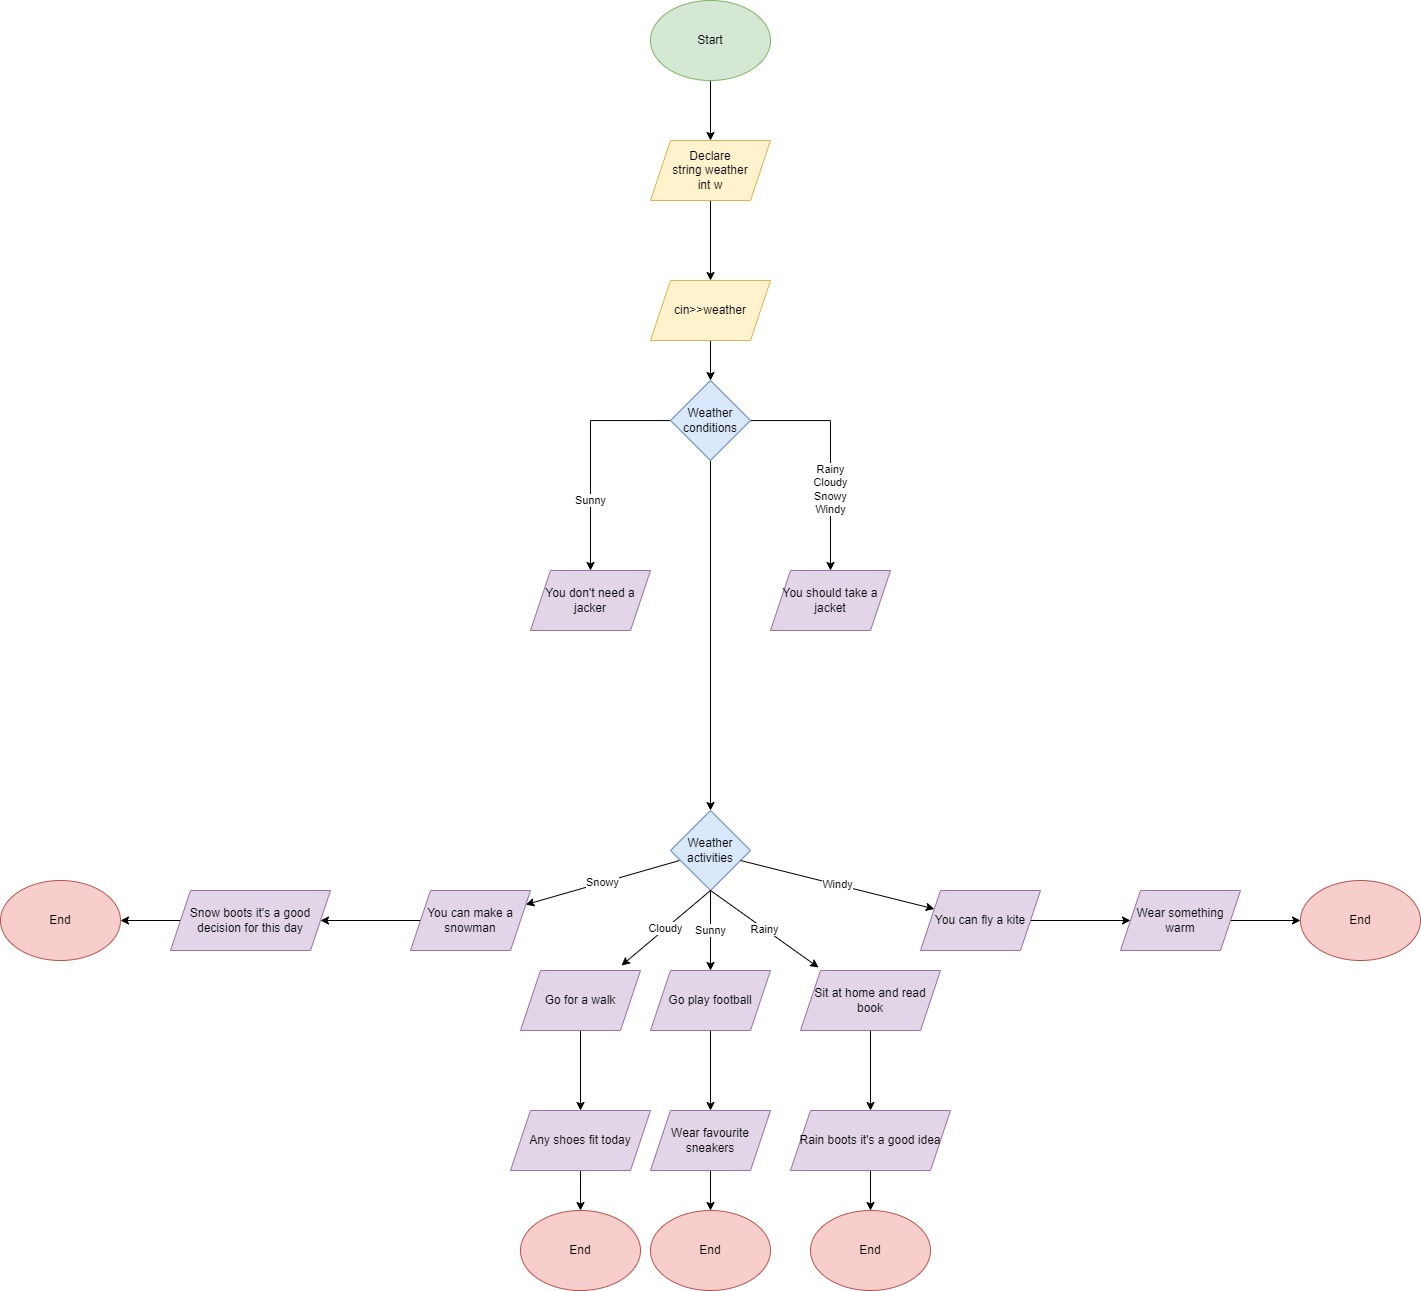 Start
Declare
string weather
int w
cin>>weather
Weather
conditions
Sunny
Rainy
Cloudy
Snowy
Windy
You don't need a
jacker
You should take a
jacket
Weather
activities
Snowy
Windy
Cloudy
Sunny
Rainy
End
Snow boots it's a good
decision for this day
You can make a
snowman
You can fly a kite
Wear something
warm
End
Go for a walk
Go play football
Sit at home and read
book
Any shoes fit today
Wear favourite
sneakers
Rain boots it's a good idea
End
End
End